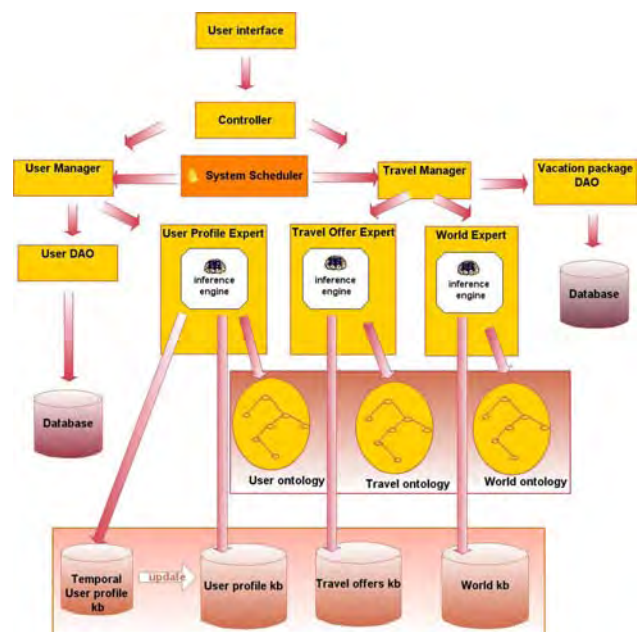 User interface
Controller
User Manager
System Scheduler
Travel Manager
Vacation package
DAO
User DAO
User Profile Expert
Travel Offer Expert
World Expert
inference
engine
inference
engine
inference
engine
Database
Database
User ontology
Travel ontology
World ontology
Temporal
User profile
kb
update
User profile kb
Travel offers kb
World kb